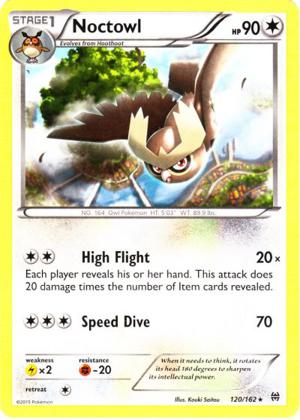 STAGE1
Noctowl
HP 90
Evolves from Hoothoot
NO. 164 Owl Pokémon HT: 5'03" WT: 89.9 lbs.
High Flight 20×
Each player reveals his or her hand. This attack does
20 damage times the number of Item cards revealed.
Speed Dive 70
weakness
×2
resistance
-20
retreat
When it needs to think, it rotates
its head 180 degrees to sharpen
its intellectual power.
©2015 Pokémon
Illus. Kouki Saitou
120/162 ★